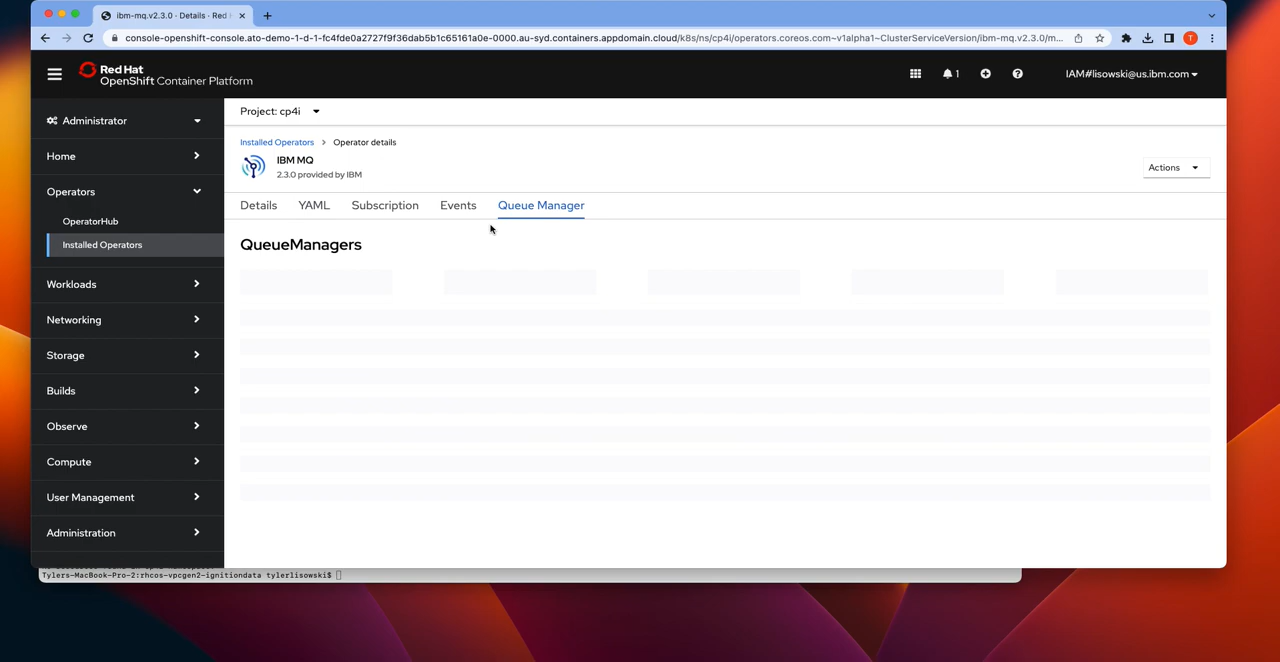 ibm-mq.v2.3.0 · Details · Red
console-openshift-console.ato-demo-1-d-1-fc4fde0a2727f9f36dab5b1c65161a0e-0000.au-syd.containers.appdomain.cloud/k8s/ns/cp4i/operators.coreos.com~v1alpha1~ClusterServiceVersion/ibm-mq.v2.3.0/m...
T
Red Hat
OpenShift Container Platform
1
IAM#lisowski@us.ibm.com
Administrator
Home
Operators
OperatorHub
Installed Operators
Workloads
Networking
Storage
Builds
Observe
Compute
User Management
Administration
Project: cp4i
Installed Operators > Operator details
IBM MQ
2.3.0 provided by IBM
Actions
Details YAML Subscription Events Queue Manager
QueueManagers
Tylers-MacBook-Pro-2:rhcos-vpcgen2-ignitiondata tylerlisowski$